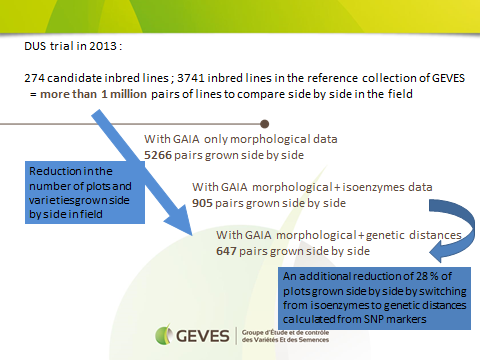 DUS trial in 2013 :
274 candidate inbred lines ; 3741 inbred lines in the reference collection of GEVES
= more than 1 million pairs of lines to compare side by side in the field
With GAIA only morphological data
5266 pairs grown side by side
Reduction in the
number of plots and
varieties grown side
by side in field
With GAIA morphological + isoenzymes data
905 pairs grown side by side
With GAIA morphological + genetic distances
647 pairs grown side by side
An additional reduction of 28 % of
plots grown side by side by switching
from isoenzymes to genetic distances
calculated from SNP markers
GEVES
Groupe d'Étude et de contrôle
des Variétés Et des Semences